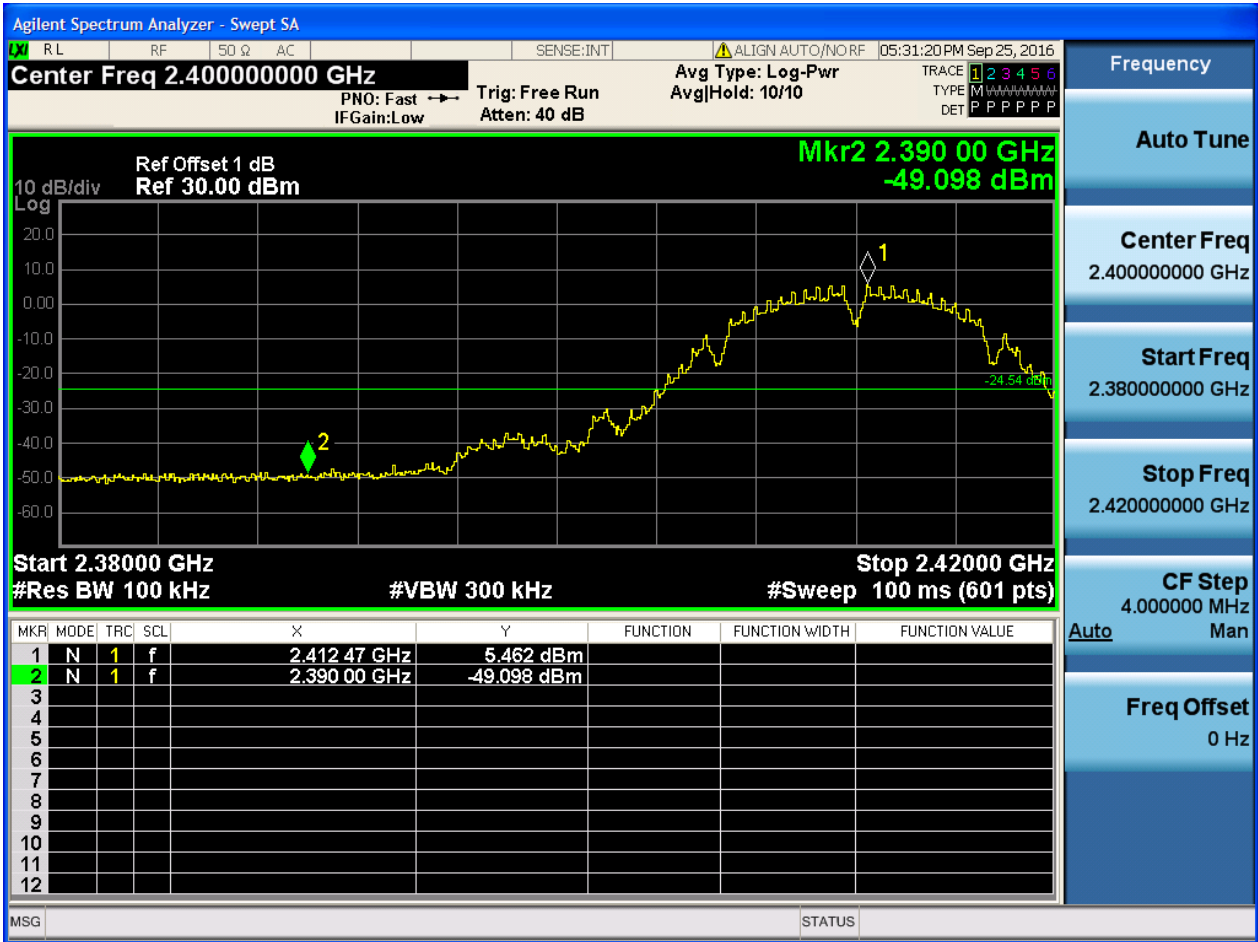 Agilent Spectrum Analyzer - Swept SA
LXI RL RF 50 Ω AC SENSE:INT ALIGN AUTO/NO RF 05:31:20 PM Sep 25, 2016
Center Freq 2.400000000 GHz
PNO: Fast
IFGain:Low
Trig: Free Run
Atten: 40 dB
Avg Type: Log-Pwr
Avg|Hold: 10/10
TRACE 1 2 3 4 5 6
TYPE M WWWWW
DET P P P P P P
Mkr2 2.390 00 GHz
-49.098 dBm
Ref Offset 1 dB
10 dB/div Ref 30.00 dBm
Log
20.0
10.0
0.00
-10.0
-20.0
-30.0
-40.0
-50.0
-60.0
1
2
-24.54 dBm
Start 2.38000 GHz Stop 2.42000 GHz
#Res BW 100 kHz #VBW 300 kHz #Sweep 100 ms (601 pts)
MKR MODE TRC SCL X Y FUNCTION FUNCTION WIDTH FUNCTION VALUE
1 N 1 f 2.412 47 GHz 5.462 dBm
2 N 1 f 2.390 00 GHz -49.098 dBm
3
4
5
6
7
8
9
10
11
12
MSG STATUS
Frequency
Auto Tune
Center Freq
2.400000000 GHz
Start Freq
2.380000000 GHz
Stop Freq
2.420000000 GHz
CF Step
4.000000 MHz
Auto Man
Freq Offset
0 Hz